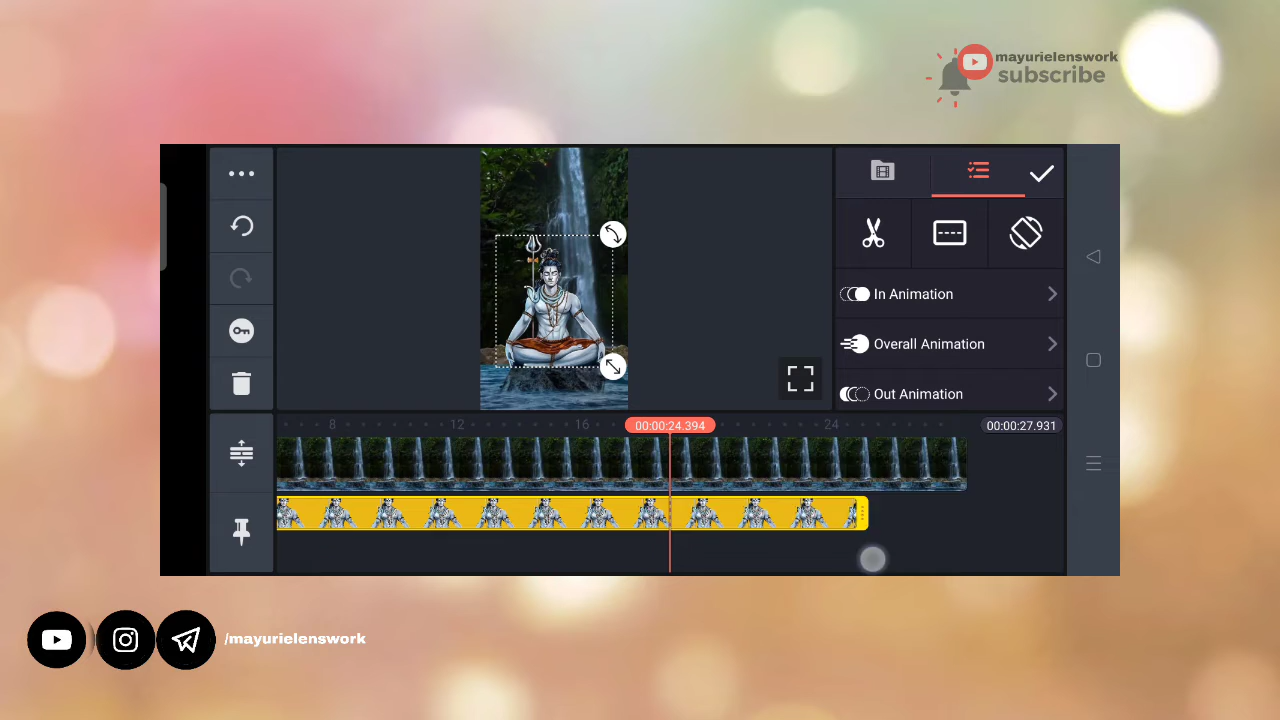 mayurielenswork
subscribe
In Animation
Overall Animation
Out Animation
8
12
16
00:00:24.394
24
00:00:27.931
/mayurielenswork